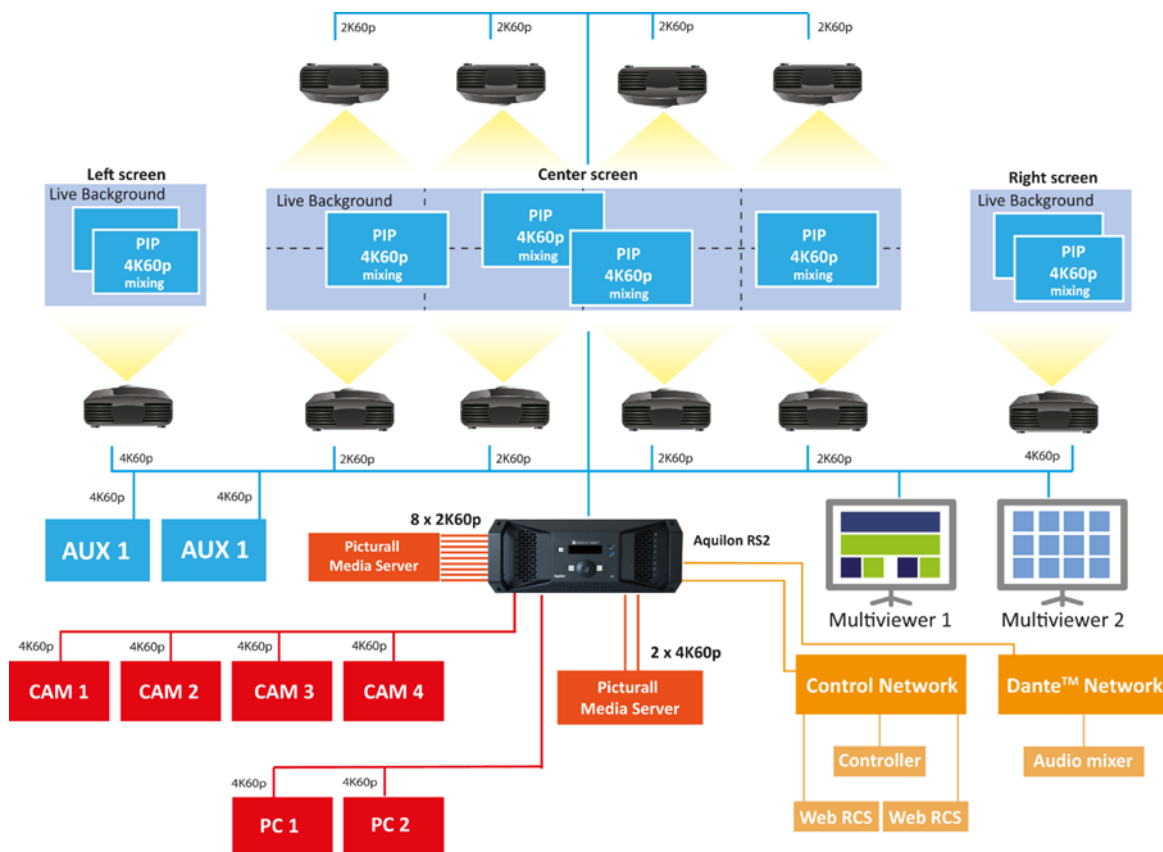 2K60p
2K60p
2K60p
2K60p
Left screen
Center screen
Right screen
Live Background
Live Background
Live Background
PIP
4K60p
mixing
PIP
4K60p
mixing
PIP
4K60p
PIP
4K60p
mixing
PIP
4K60p
mixing
PIP
4K60p
mixing
4K60p
2K60p
2K60p
2K60p
2K60p
4K60p
4K60p
4K60p
AUX 1
AUX 1
8 x 2K60p
Picturall
Media Server
Aquilon RS2
Multiviewer 1
Multiviewer 2
4K60p
4K60p
4K60p
4K60p
CAM 1
CAM 2
CAM 3
CAM 4
2 x 4K60p
Picturall
Media Server
Control Network
Dante™ Network
Controller
Audio mixer
4K60p
4K60p
PC 1
PC 2
Web RCS
Web RCS